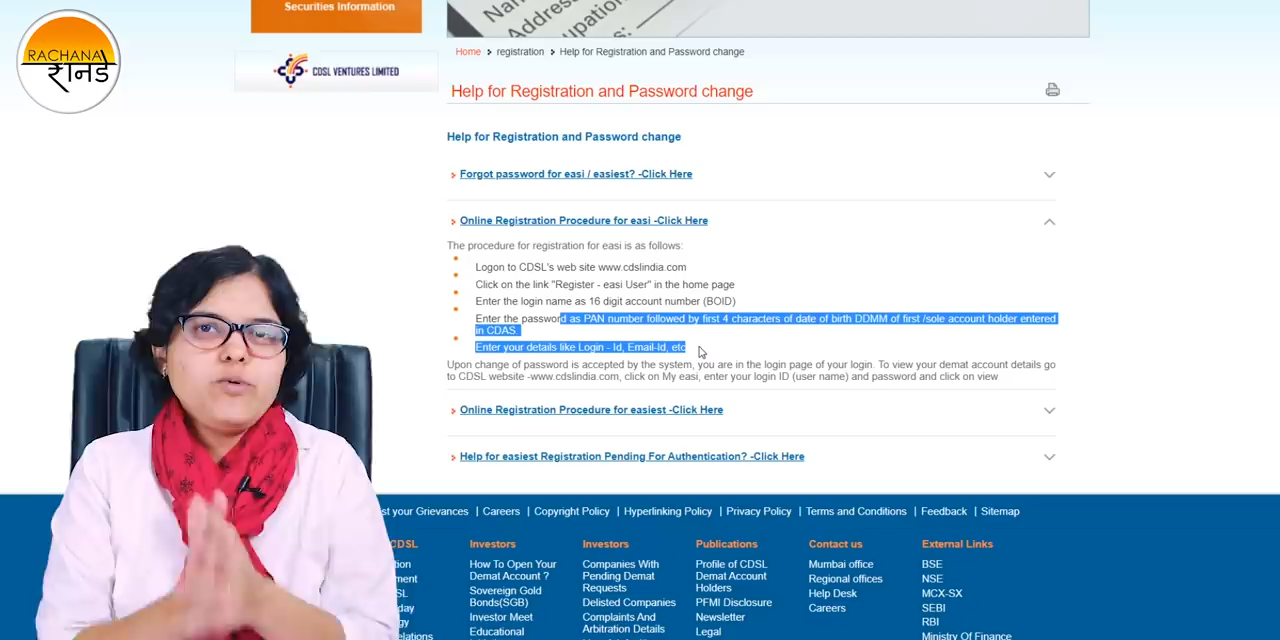 RACHANA
रानडे
Securities Information
CDSL VENTURES LIMITED
Home > registration > Help for Registration and Password change
Help for Registration and Password change
Help for Registration and Password change
Forgot password for easi / easiest? -Click Here
Online Registration Procedure for easi -Click Here
The procedure for registration for easi is as follows:
Logon to CDSL's web site www.cdslindia.com
Click on the link "Register - easi User" in the home page
Enter the login name as 16 digit account number (BOID)
Enter the password as PAN number followed by first 4 characters of date of birth DDMM of first /sole account holder entered
in CDAS.
Enter your details like Login - Id, Email-Id, etc
Upon change of password is accepted by the system, you are in the login page of your login. To view your demat account details go
to CDSL website -www.cdslindia.com, click on My easi, enter your login ID (user name) and password and click on view
Online Registration Procedure for easiest -Click Here
Help for easiest Registration Pending For Authentication? -Click Here
your Grievances | Careers | Copyright Policy | Hyperlinking Policy | Privacy Policy | Terms and Conditions | Feedback | Sitemap
CDSL
Investors
How To Open Your
Demat Account ?
Sovereign Gold
Bonds(SGB)
Investor Meet
Educational
Investors
Companies With
Pending Demat
Requests
Delisted Companies
Complaints And
Arbitration Details
Publications
Profile of CDSL
Demat Account
Holders
PFMI Disclosure
Newsletter
Legal
Contact us
Mumbai office
Regional offices
Help Desk
Careers
External Links
BSE
NSE
MCX-SX
SEBI
RBI
Ministry Of Finance